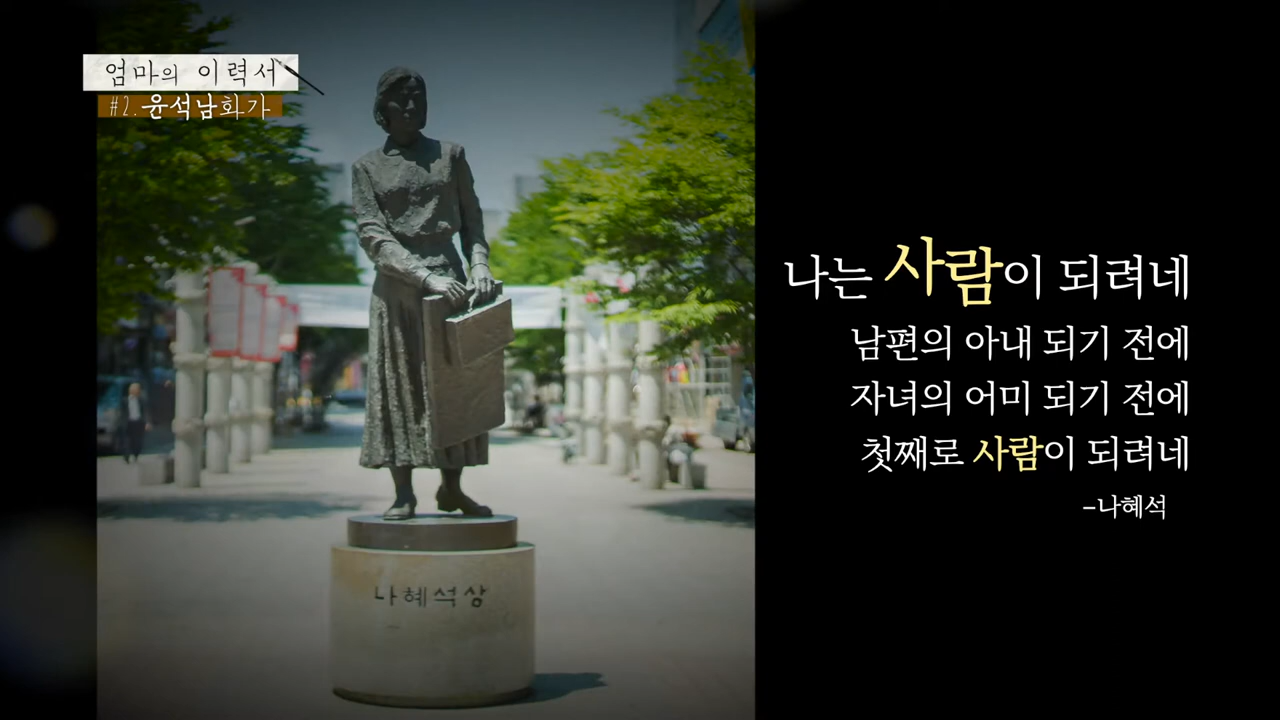 엄마의 이력서
#2. 윤석남화가
나는 사람이 되려네
남편의 아내 되기 전에
자녀의 어미 되기 전에
첫째로 사람이 되려네
-나혜석
나혜석상